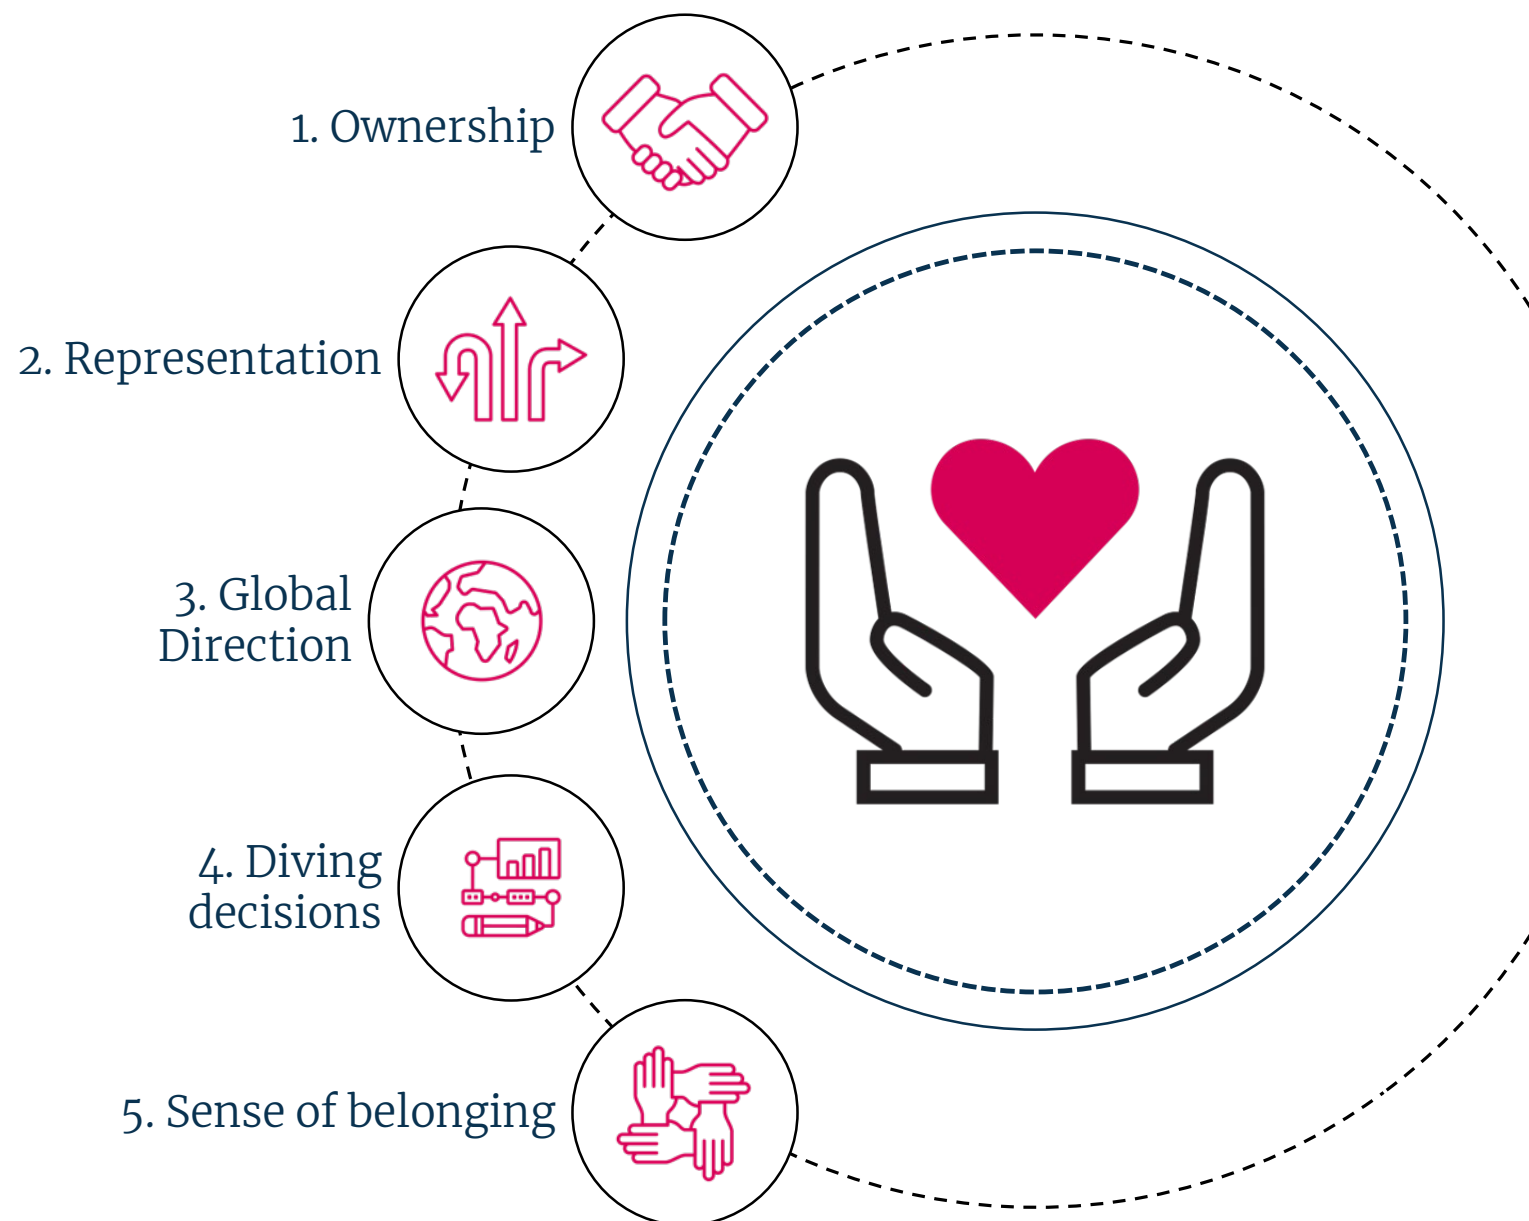 1. Ownership
2. Representation
3. Global
Direction
4. Diving
decisions
5. Sense of belonging